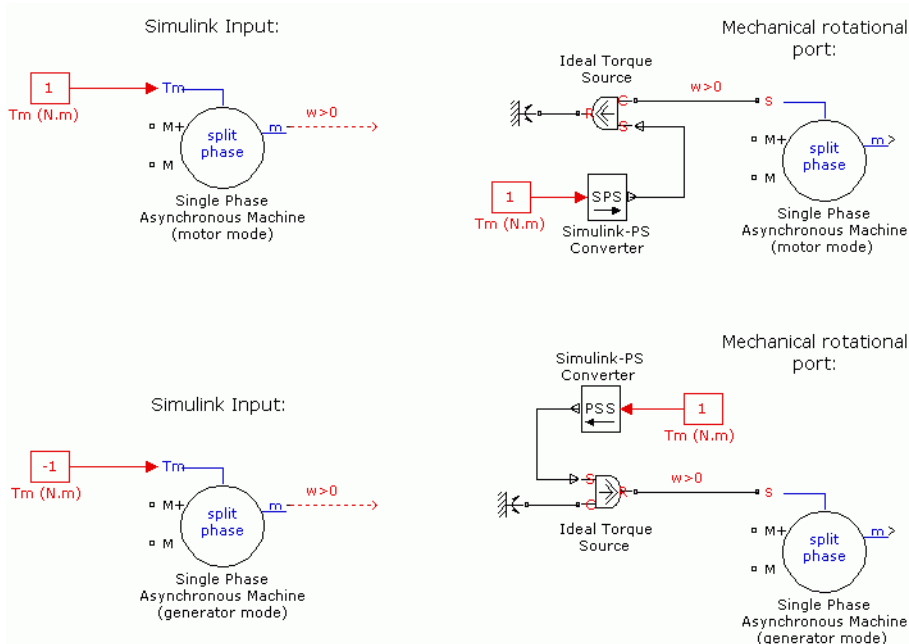 Simulink Input:
1
Tm (N.m)
Tm
M+
M
m
w>0
split
phase
Single Phase
Asynchronous Machine
(motor mode)
Mechanical rotational
port:
Ideal Torque
Source
R
C
S
w>0
S
1
Tm (N.m)
SPS
Simulink-PS
Converter
M+
M
m
split
phase
Single Phase
Asynchronous Machine
(motor mode)
Simulink Input:
-1
Tm (N.m)
Tm
M+
M
m
w>0
split
phase
Single Phase
Asynchronous Machine
(generator mode)
Mechanical rotational
port:
Simulink-PS
Converter
PSS
1
Tm (N.m)
S
C
R
w>0
S
Ideal Torque
Source
M+
M
m
split
phase
Single Phase
Asynchronous Machine
(generator mode)